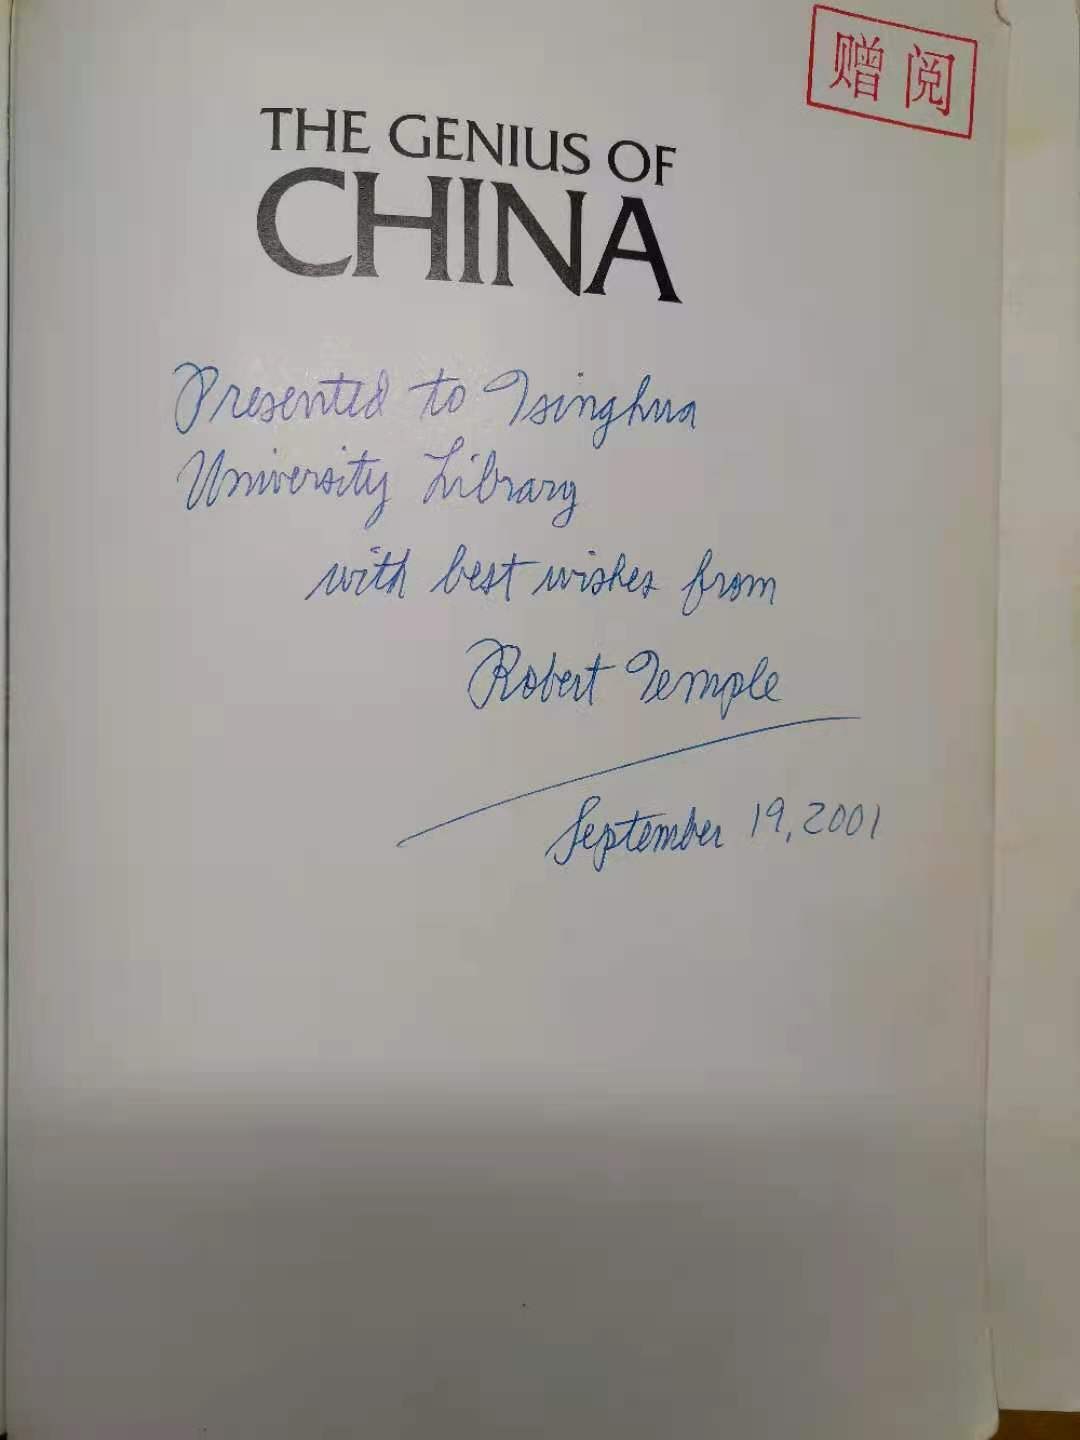 赠阅
THE GENIUS OF
CHINA
Presented to Tsinghua
University Library
with best wishes from
Robert Temple
September 19, 2001